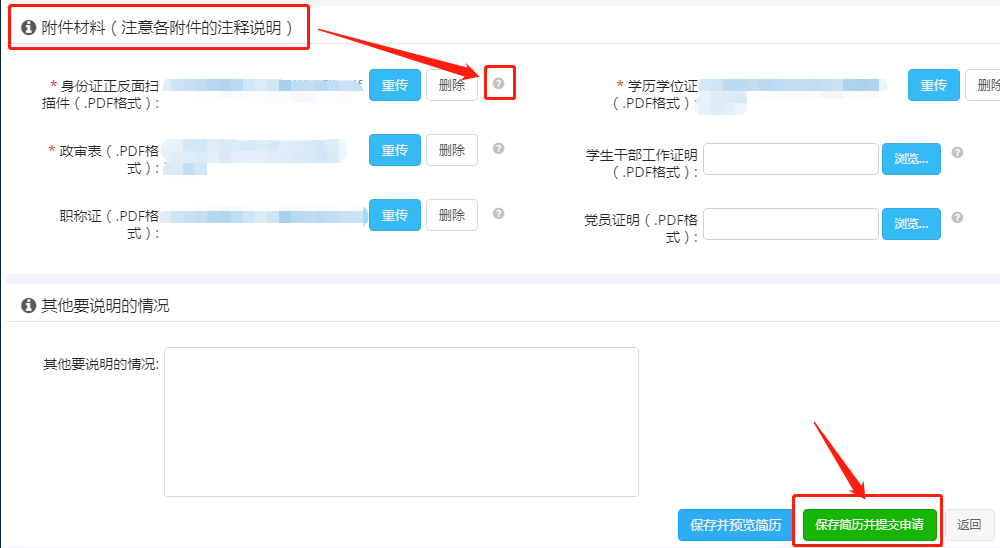 附件材料（注意各附件的注释说明）
* 身份证正反面扫
描件（.PDF格式）:
重传
删除
* 学历学位证
（.PDF格式）:
重传
删除
* 政审表（.PDF格
式）:
重传
删除
学生干部工作证明
（.PDF格式）:
浏览...
职称证（.PDF格
式）:
重传
删除
党员证明（.PDF格
式）:
浏览...
其他要说明的情况
其他要说明的情况:
保存并预览简历
保存简历并提交申请
返回